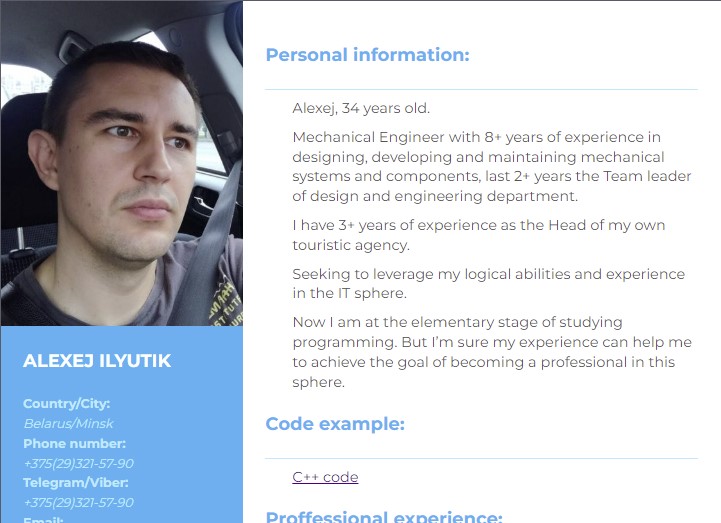 ALEXEJ ILYUTIK
Country/City:
Belarus/Minsk
Phone number:
+375(29)321-57-90
Telegram/Viber:
+375(29)321-57-90
Email:
Personal information:
Alexej, 34 years old.
Mechanical Engineer with 8+ years of experience in
designing, developing and maintaining mechanical
systems and components, last 2+ years the Team leader
of design and engineering department.
I have 3+ years of experience as the Head of my own
touristic agency.
Seeking to leverage my logical abilities and experience
in the IT sphere.
Now I am at the elementary stage of studying
programming. But I’m sure my experience can help me
to achieve the goal of becoming a professional in this
sphere.
Code example:
C++ code
Proffessional experience: